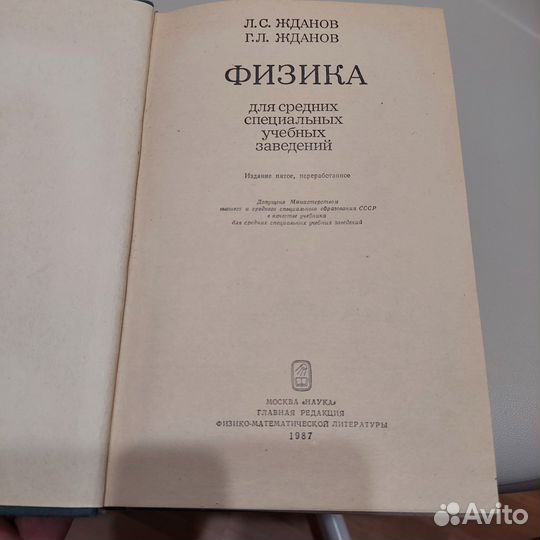 Л. С. ЖДАНОВ
Г. Л. ЖДАНОВ
ФИЗИКА
для средних
специальных
учебных
заведений
Издание пятое, переработанное
Допущено Министерством
высшего и среднего специального образования СССР
в качестве учебника
для средних специальных учебных заведений
МОСКВА «НАУКА»
ГЛАВНАЯ РЕДАКЦИЯ
ФИЗИКО-МАТЕМАТИЧЕСКОЙ ЛИТЕРАТУРЫ
1987
Avito